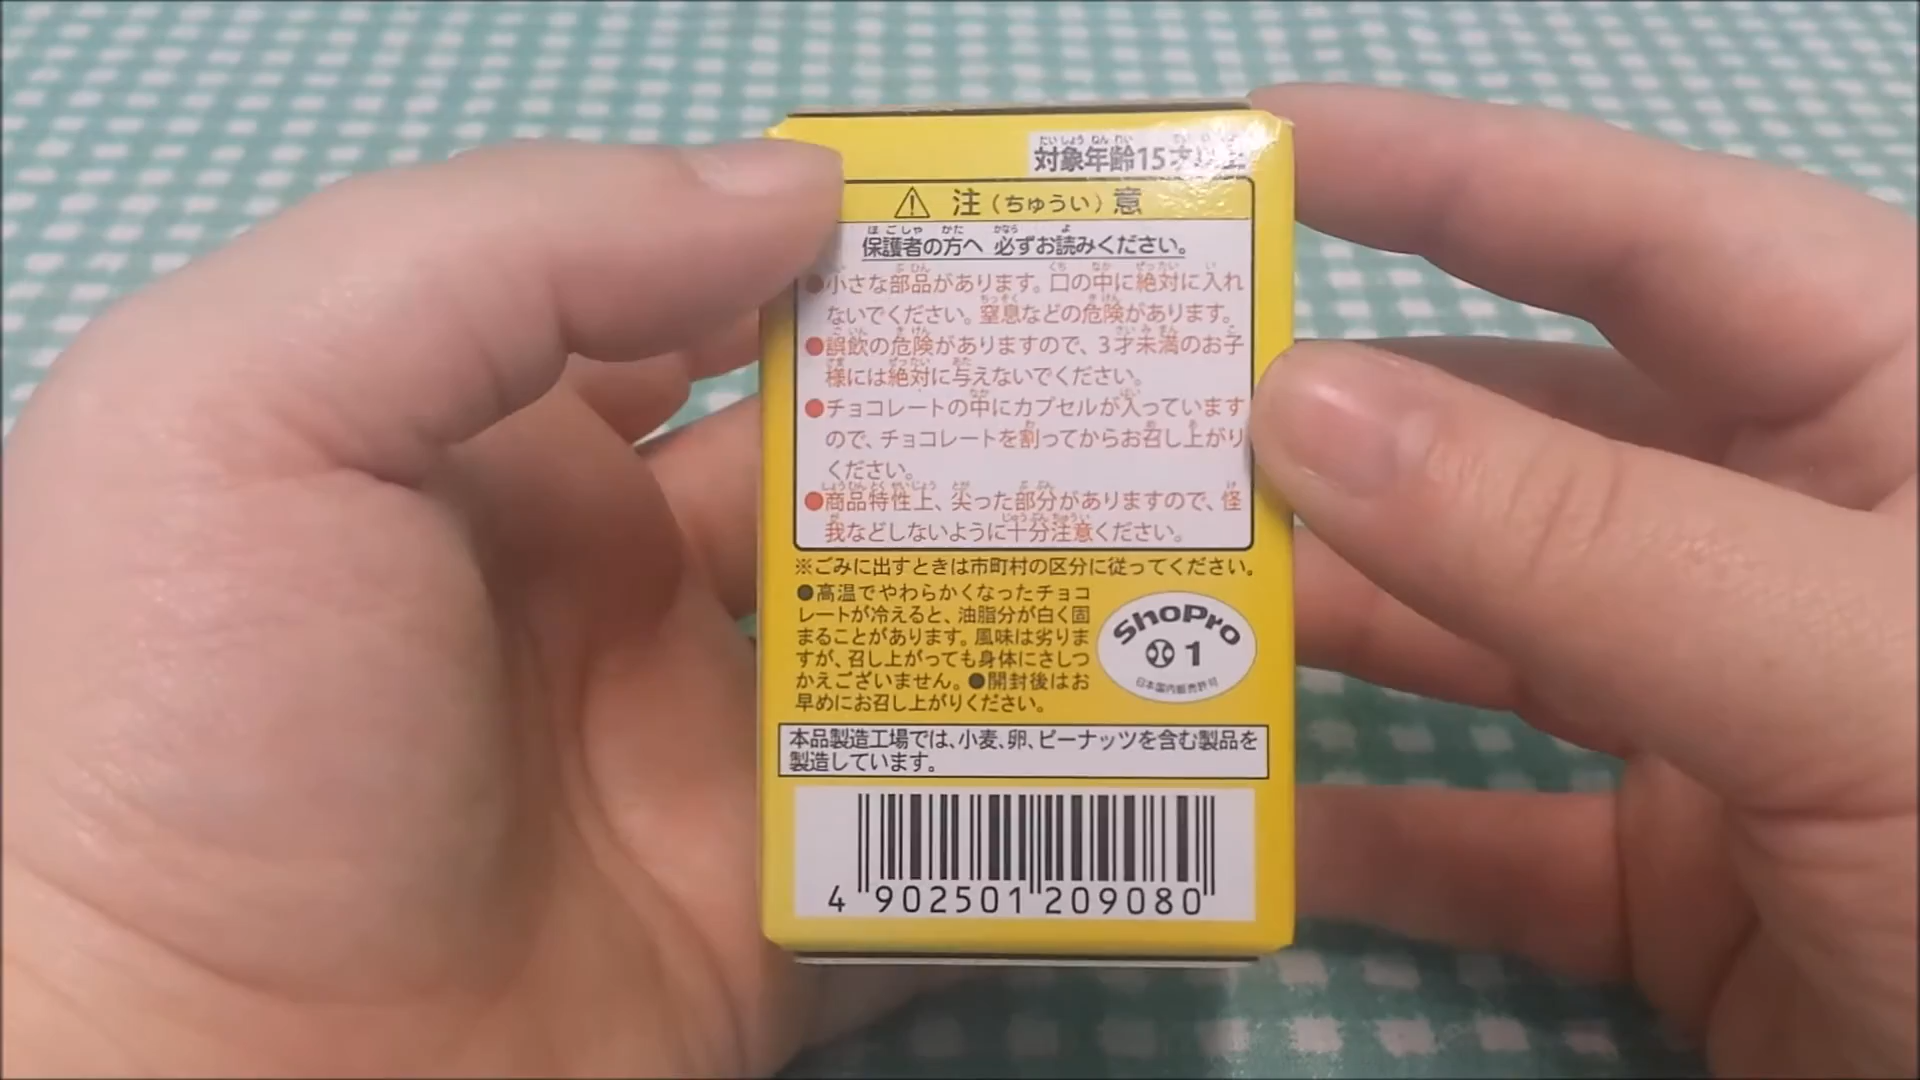 対象年齢15才以上
⚠ 注(ちゅうい)意
保護者の方へ 必ずお読みください。
●小さな部品があります。口の中に絶対に入れ
ないでください。窒息などの危険があります。
●誤飲の危険がありますので、3才未満のお子
様には絶対に与えないでください。
●チョコレートの中にカプセルが入っています
ので、チョコレートを割ってからお召し上がり
ください。
●商品特性上、尖った部分がありますので、怪
我などしないように十分注意ください。
※ごみに出すときは市町村の区分に従ってください。
●高温でやわらかくなったチョコ
レートが冷えると、油脂分が白く固
まることがあります。風味は劣りま
すが、召し上がっても身体にさしつ
かえございません。●開封後はお
早めにお召し上がりください。
ShoPro
1
日本国内販売許可
本品製造工場では、小麦、卵、ピーナッツを含む製品を
製造しています。
4 902501 209080